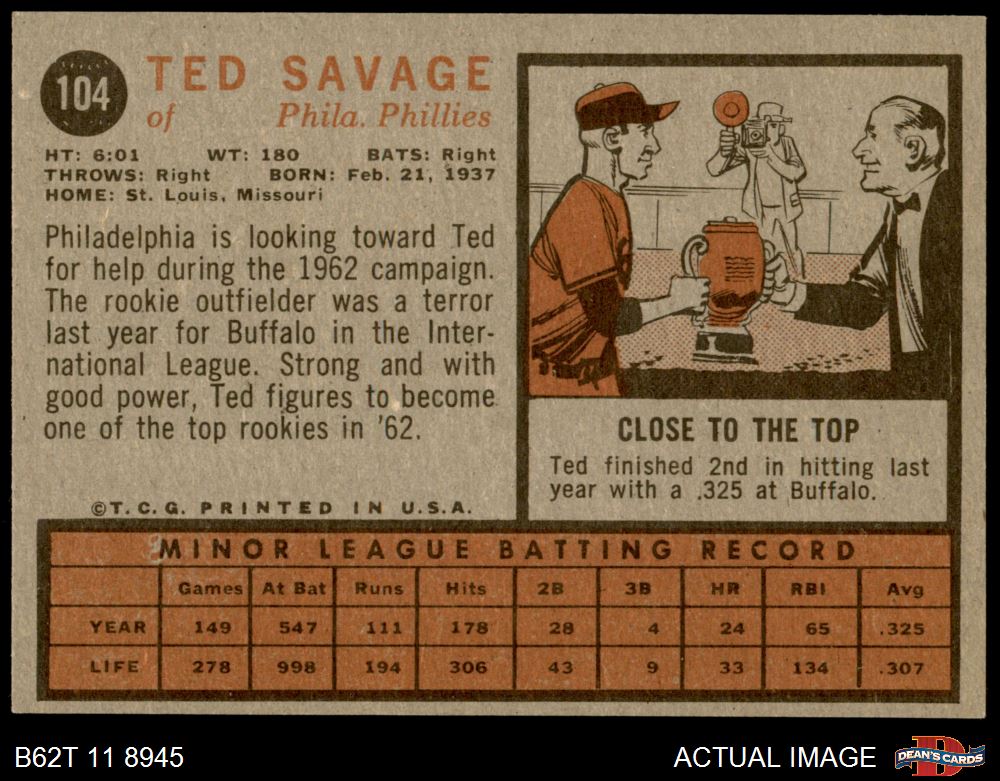 104
TED SAVAGE
of Phila. Phillies
HT: 6:01 WT: 180 BATS: Right
THROWS: Right BORN: Feb. 21, 1937
HOME: St. Louis, Missouri
Philadelphia is looking toward Ted
for help during the 1962 campaign.
The rookie outfielder was a terror
last year for Buffalo in the Inter-
national League. Strong and with
good power, Ted figures to become
one of the top rookies in '62.
©T.C.G. PRINTED IN U.S.A.
CLOSE TO THE TOP
Ted finished 2nd in hitting last
year with a .325 at Buffalo.
MINOR LEAGUE BATTING RECORD
Games At Bat Runs Hits 2B 3B HR RBI Avg
YEAR 149 547 111 178 28 4 24 65 .325
LIFE 278 998 194 306 43 9 33 134 .307
B62T 11 8945
ACTUAL IMAGE
D
DEAN'S CARDS